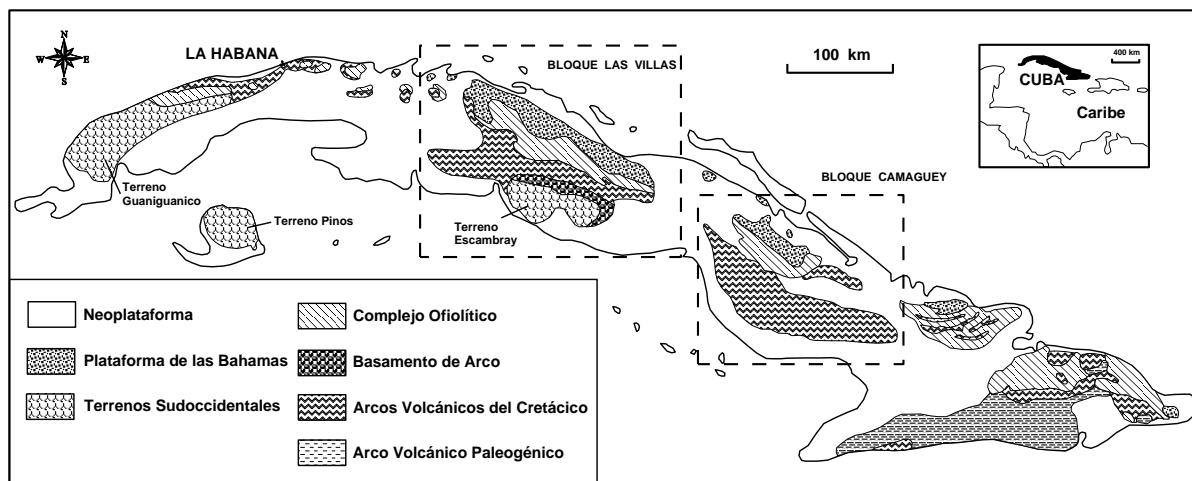 N
W E
S
LA HABANA
BLOQUE LAS VILLAS
100 km
400 km
CUBA
Caribe
BLOQUE CAMAGUEY
Terreno
Guaniguanico
Terreno Pinos
Terreno
Escambray
Neoplataforma
Plataforma de las Bahamas
Terrenos Sudoccidentales
Complejo Ofiolítico
Basamento de Arco
Arcos Volcánicos del Cretácico
Arco Volcánico Paleogénico